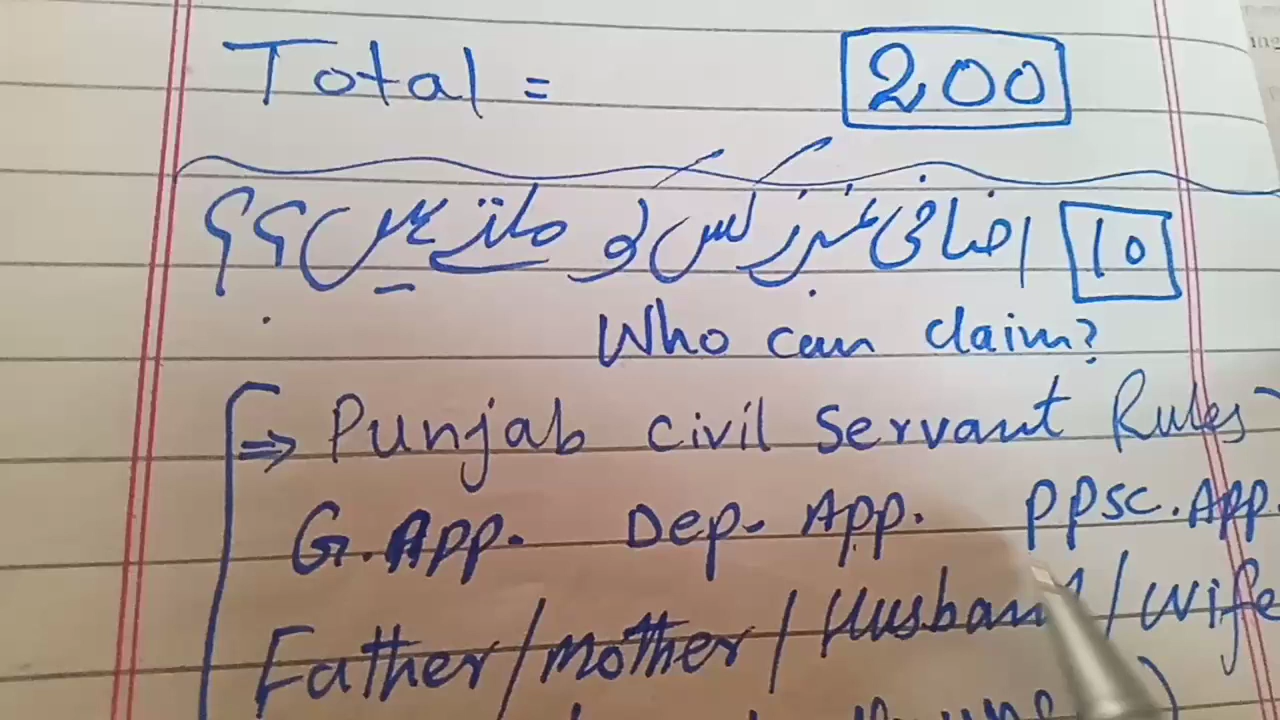 Total = 200
10 اضافی نمبرز کس کو ملتے ہیں؟؟
Who can claim?
⇒ Punjab civil Servant Rules
G. App. Dep. App. PPSC. App.
Father/mother/Husband/wife